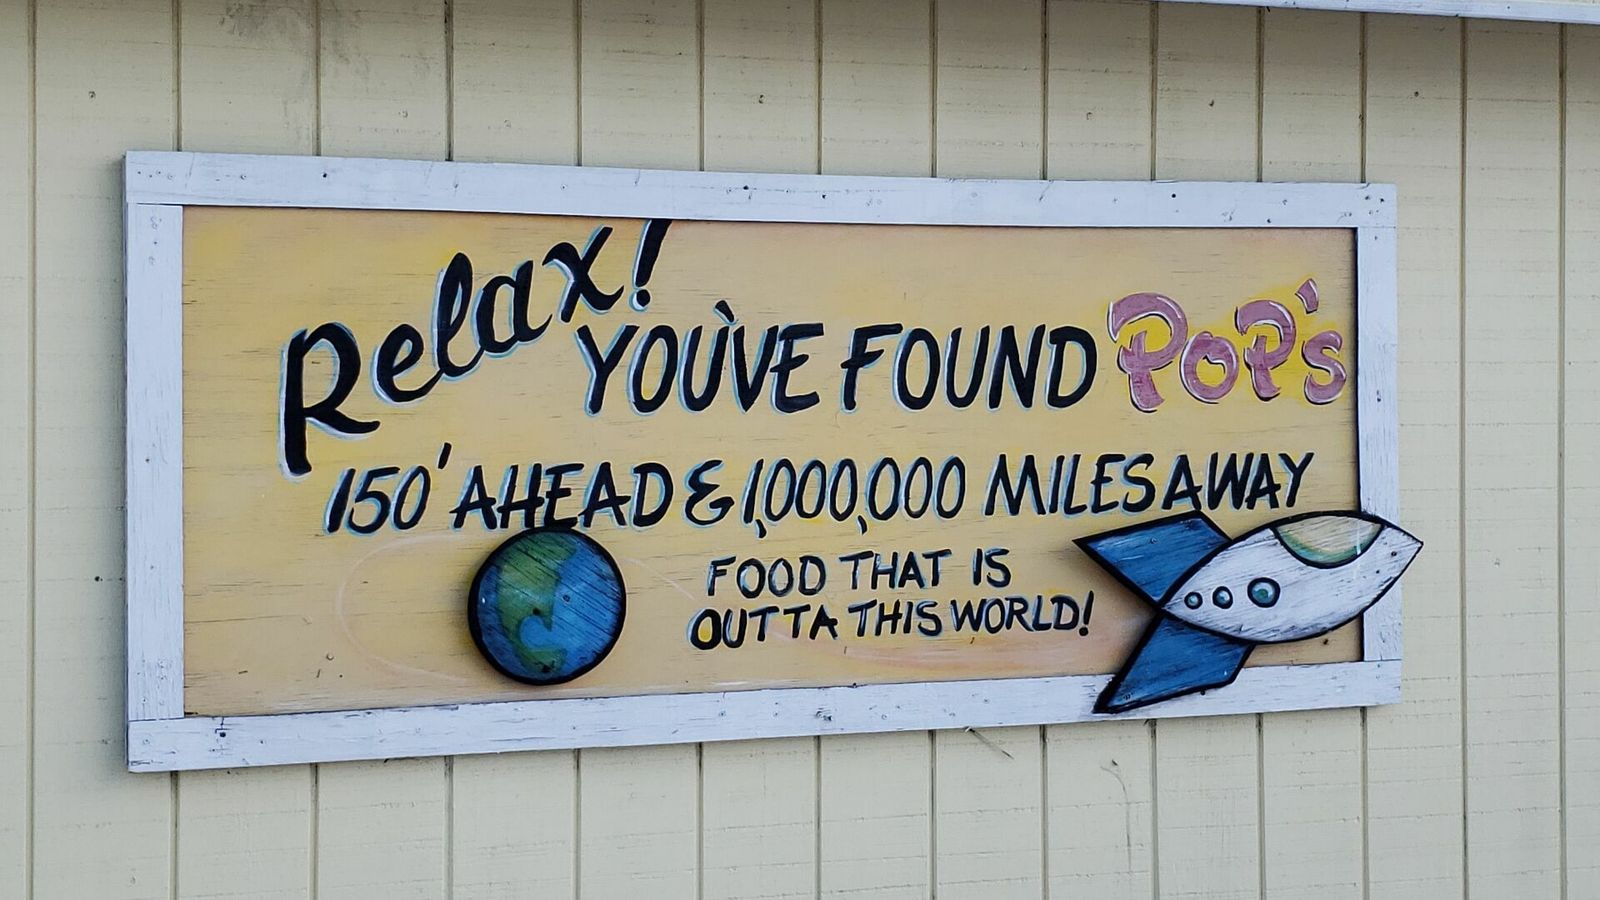 Relax!
YOU'VE FOUND POP'S
150' AHEAD & 1,000,000 MILES AWAY
FOOD THAT IS
OUTTA THIS WORLD!